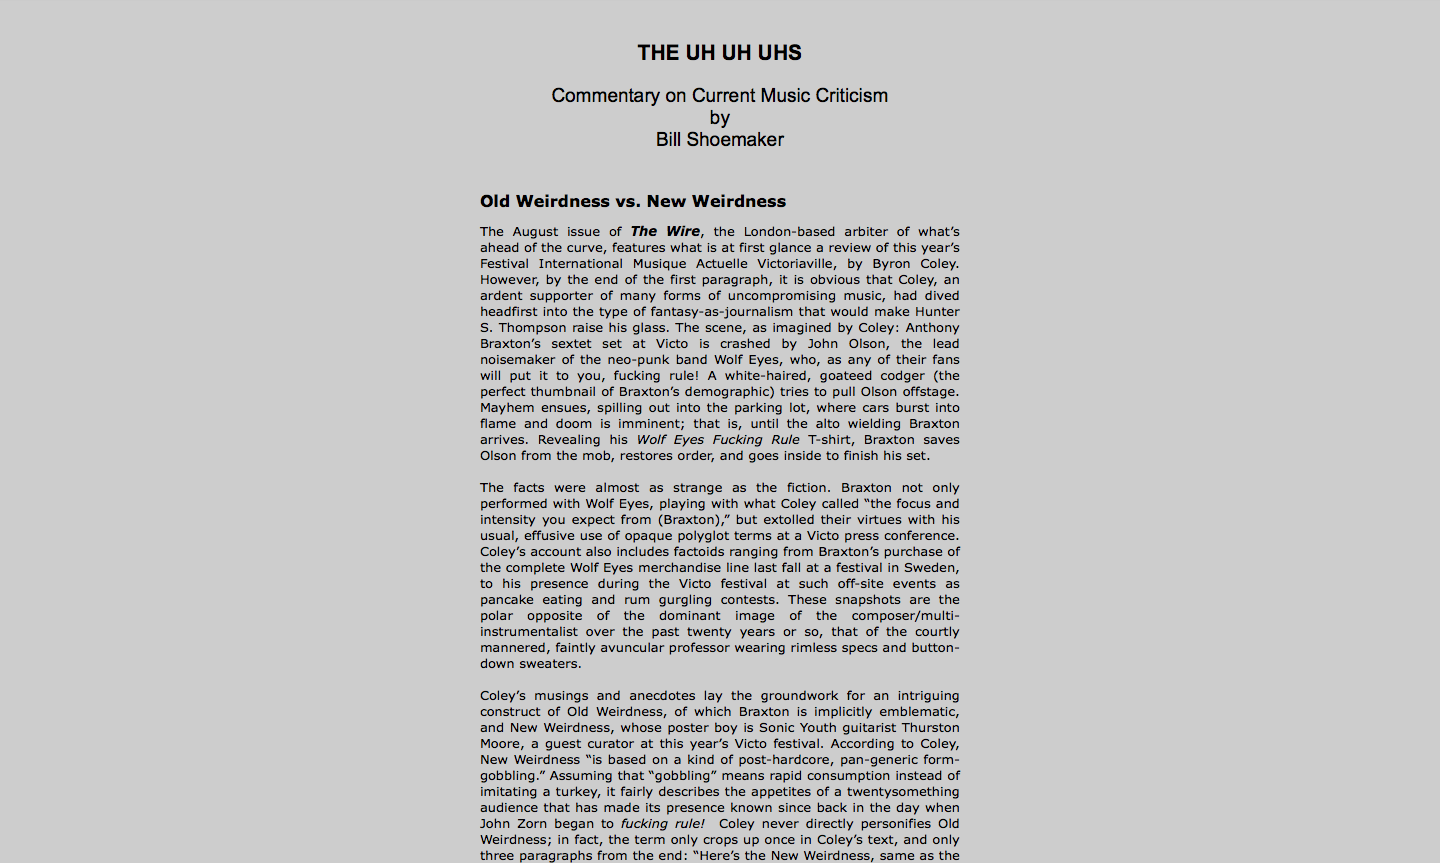 THE UH UH UHS
Commentary on Current Music Criticism
by
Bill Shoemaker
Old Weirdness vs. New Weirdness
The August issue of The Wire, the London-based arbiter of what’s
ahead of the curve, features what is at first glance a review of this year’s
Festival International Musique Actuelle Victoriaville, by Byron Coley.
However, by the end of the first paragraph, it is obvious that Coley, an
ardent supporter of many forms of uncompromising music, had dived
headfirst into the type of fantasy-as-journalism that would make Hunter
S. Thompson raise his glass. The scene, as imagined by Coley: Anthony
Braxton’s sextet set at Victo is crashed by John Olson, the lead
noisemaker of the neo-punk band Wolf Eyes, who, as any of their fans
will put it to you, fucking rule! A white-haired, goateed codger (the
perfect thumbnail of Braxton’s demographic) tries to pull Olson offstage.
Mayhem ensues, spilling out into the parking lot, where cars burst into
flame and doom is imminent; that is, until the alto wielding Braxton
arrives. Revealing his Wolf Eyes Fucking Rule T-shirt, Braxton saves
Olson from the mob, restores order, and goes inside to finish his set.
The facts were almost as strange as the fiction. Braxton not only
performed with Wolf Eyes, playing with what Coley called “the focus and
intensity you expect from (Braxton),” but extolled their virtues with his
usual, effusive use of opaque polyglot terms at a Victo press conference.
Coley’s account also includes factoids ranging from Braxton’s purchase of
the complete Wolf Eyes merchandise line last fall at a festival in Sweden,
to his presence during the Victo festival at such off-site events as
pancake eating and rum gurgling contests. These snapshots are the
polar opposite of the dominant image of the composer/multi-
instrumentalist over the past twenty years or so, that of the courtly
mannered, faintly avuncular professor wearing rimless specs and button-
down sweaters.
Coley’s musings and anecdotes lay the groundwork for an intriguing
construct of Old Weirdness, of which Braxton is implicitly emblematic,
and New Weirdness, whose poster boy is Sonic Youth guitarist Thurston
Moore, a guest curator at this year’s Victo festival. According to Coley,
New Weirdness “is based on a kind of post-hardcore, pan-generic form-
gobbling.” Assuming that “gobbling” means rapid consumption instead of
imitating a turkey, it fairly describes the appetites of a twentysomething
audience that has made its presence known since back in the day when
John Zorn began to fucking rule! Coley never directly personifies Old
Weirdness; in fact, the term only crops up once in Coley’s text, and only
three paragraphs from the end: “Here’s the New Weirdness, same as the